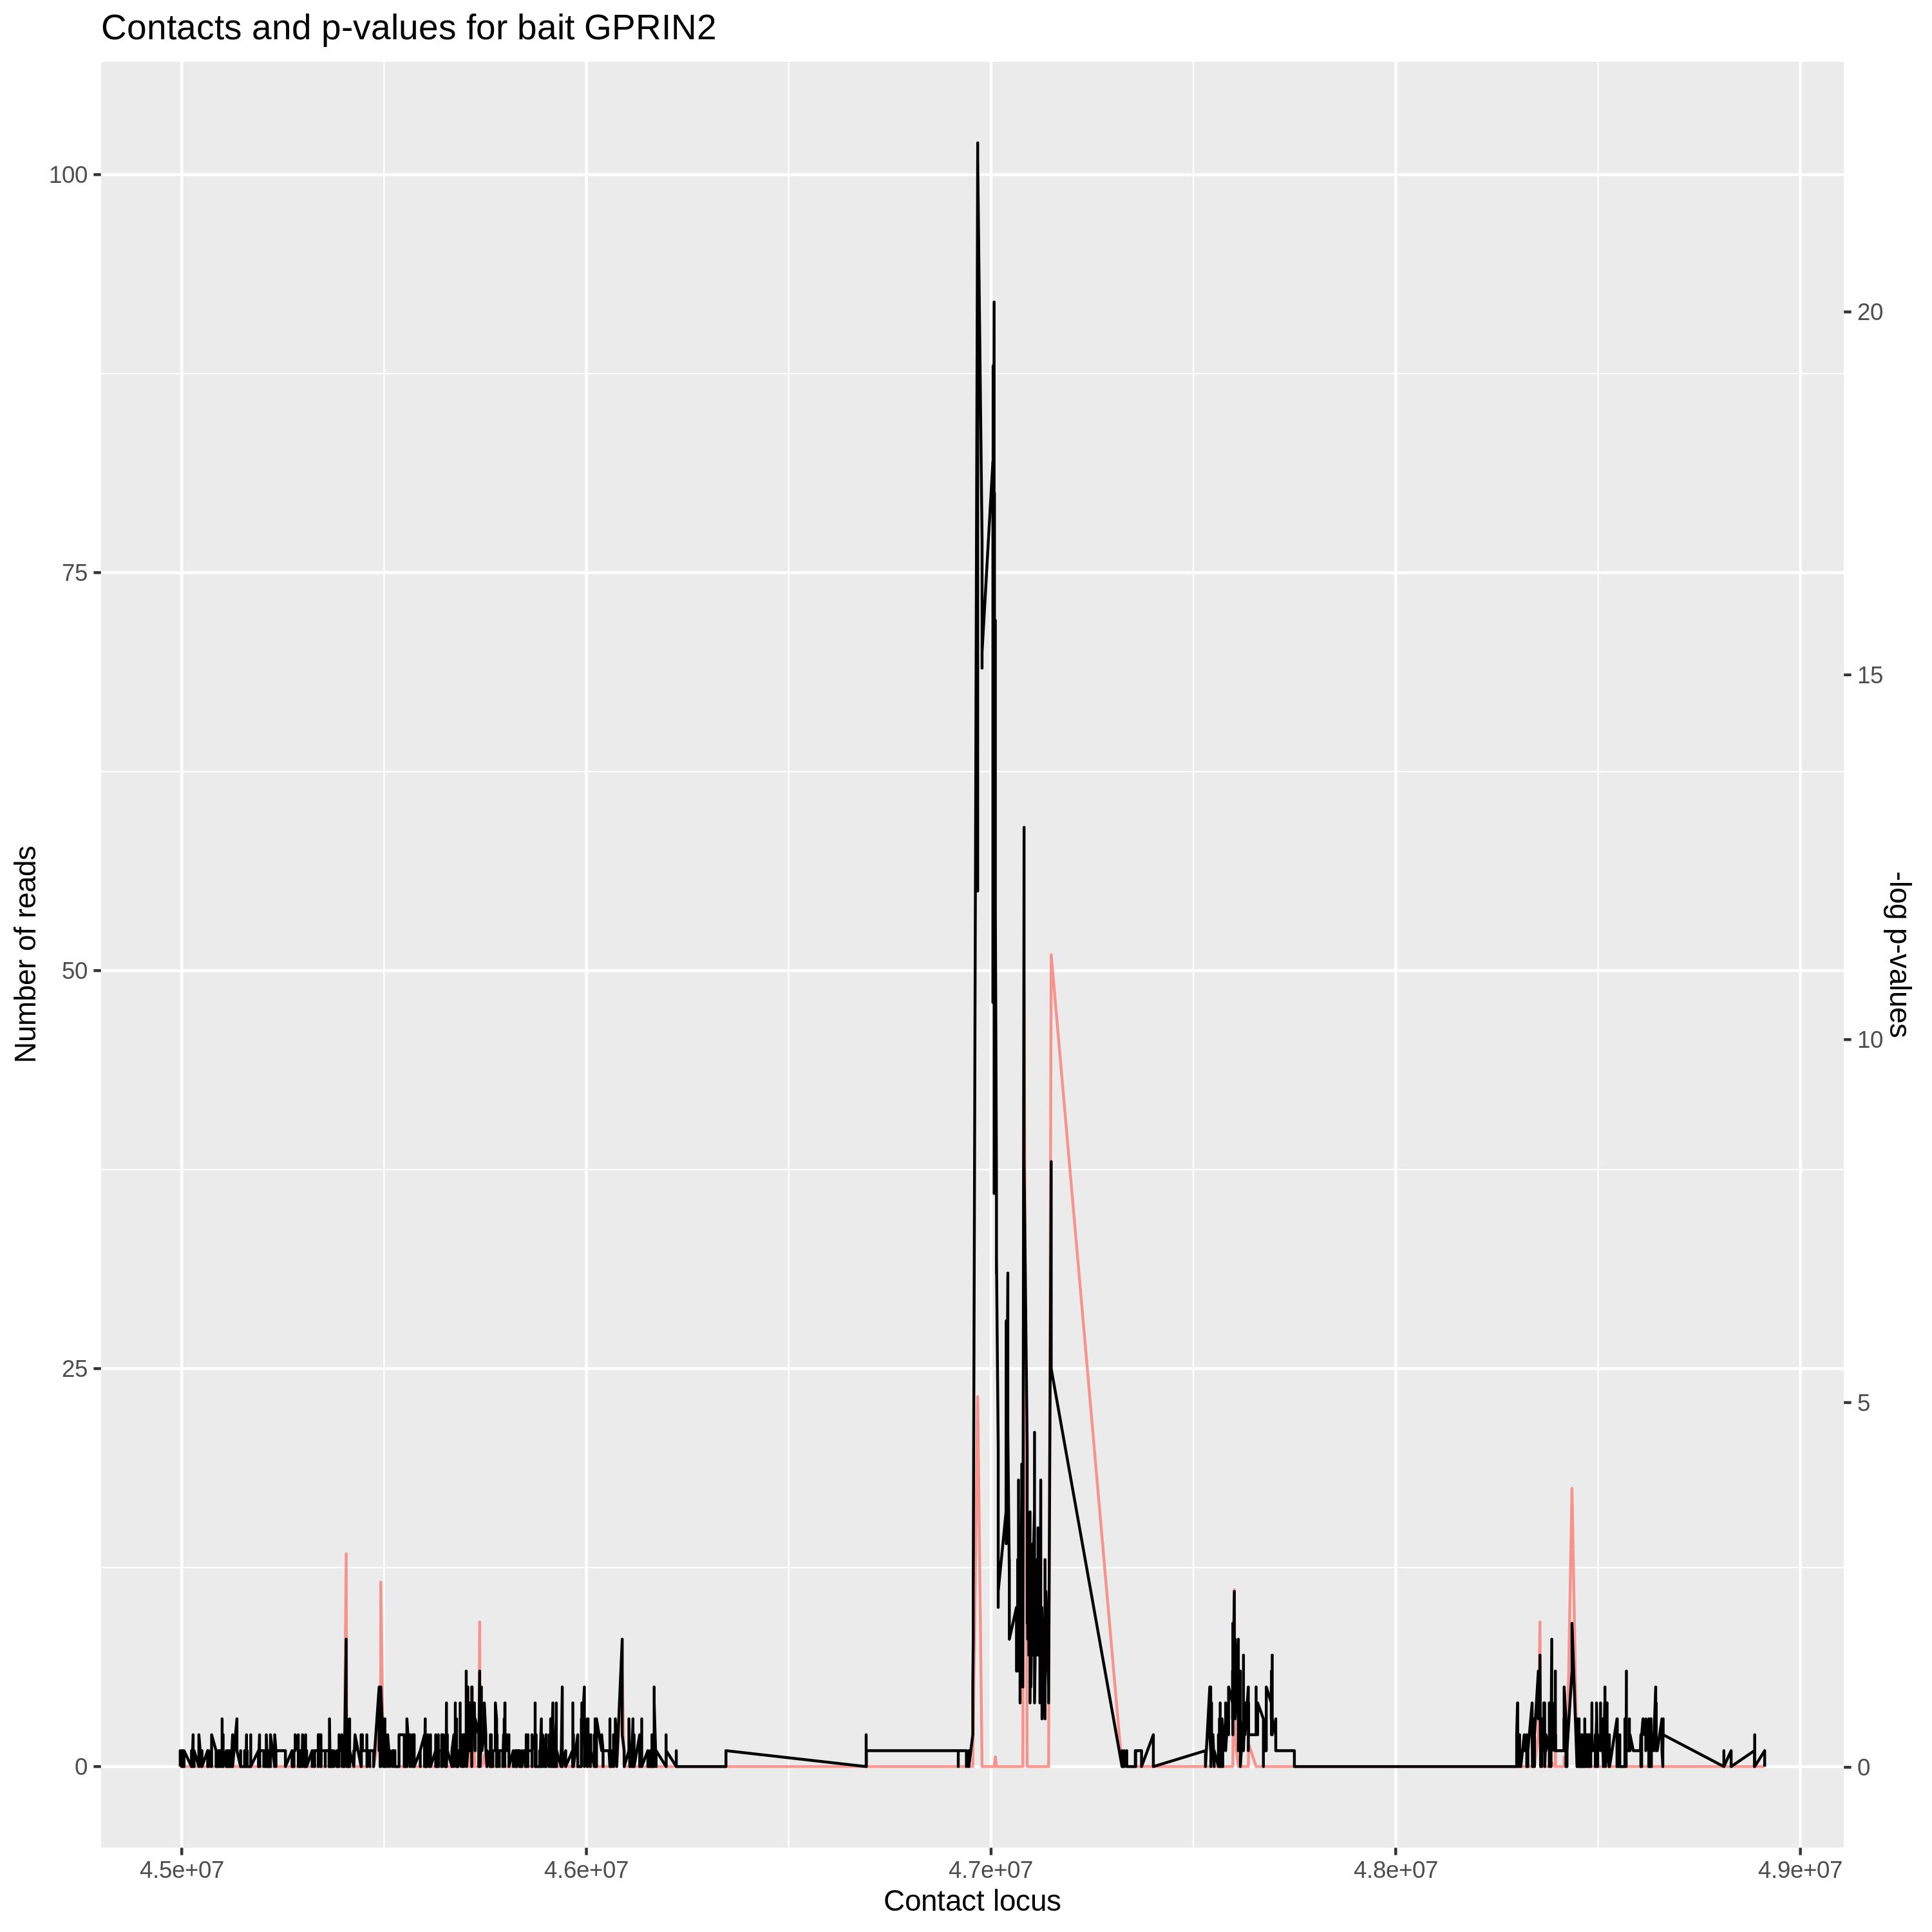 Contacts and p-values for bait GPRIN2
100
75
50
25
0
20
15
10
5
0
Number of reads
-log p-values
4.5e+07
4.6e+07
4.7e+07
4.8e+07
4.9e+07
Contact locus